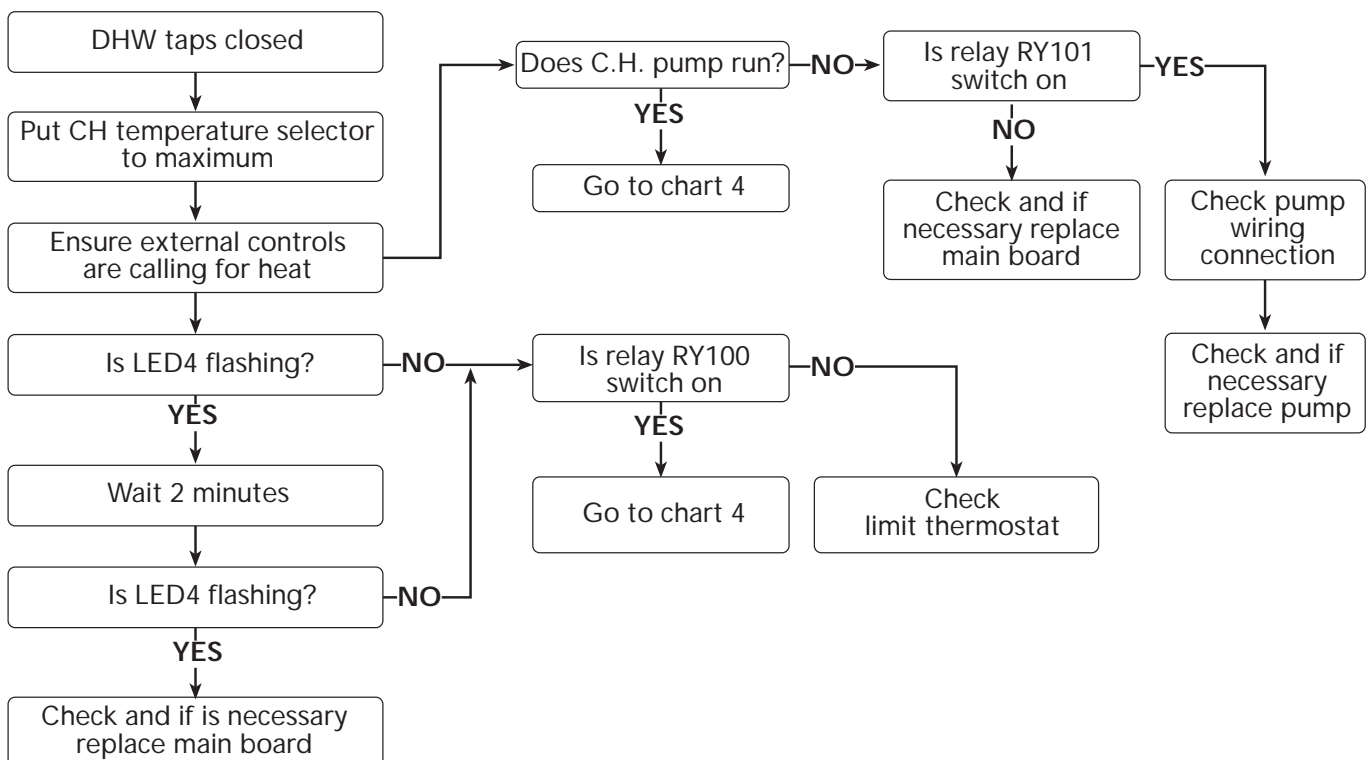 DHW taps closed
Put CH temperature selector
to maximum
Ensure external controls
are calling for heat
Is LED4 flashing?
NO
YES
Wait 2 minutes
Is LED4 flashing?
NO
YES
Check and if is necessary
replace main board
Does C.H. pump run?
NO
YES
Go to chart 4
Is relay RY101
switch on
YES
NO
Check and if
necessary replace
main board
Check pump
wiring
connection
Check and if
necessary
replace pump
Is relay RY100
switch on
NO
YES
Go to chart 4
Check
limit thermostat